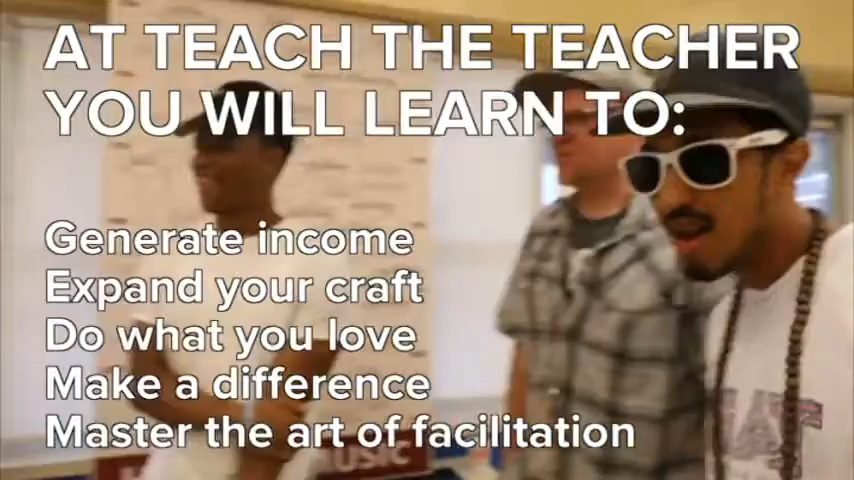 AT TEACH THE TEACHER
YOU WILL LEARN TO:
Generate income
Expand your craft
Do what you love
Make a difference
Master the art of facilitation
MUSIC